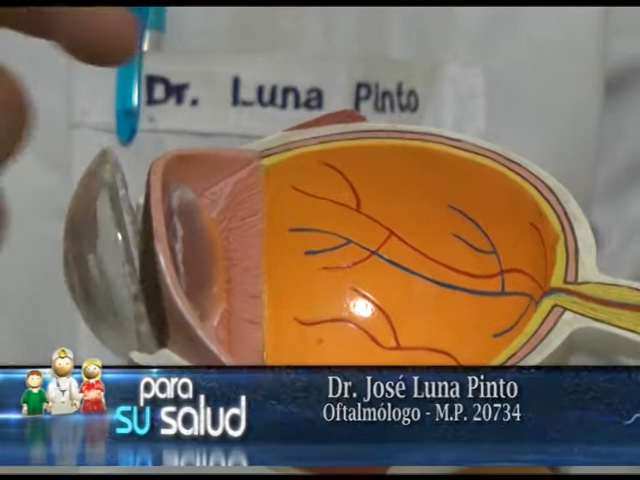 Dr. Luna Pinto
para
su salud
Dr. José Luna Pinto
Oftalmólogo - M.P. 20734